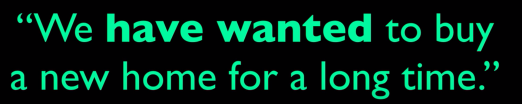 “We have wanted to buy
a new home for a long time.”